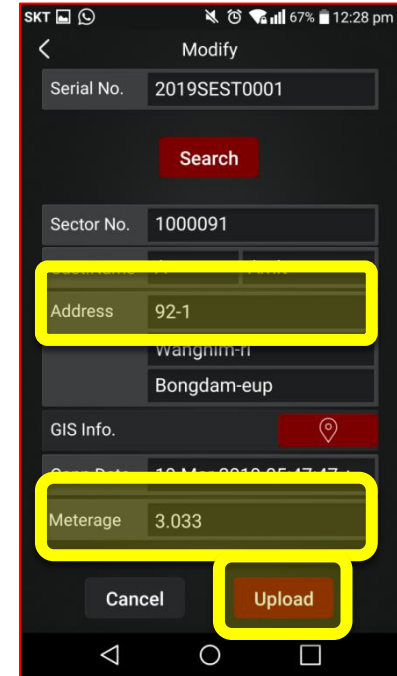 SKT 67% 12:28 pm
Modify
Serial No. 2019SEST0001
Search
Sector No. 1000091
Address 92-1
Wanghim-ri
Bongdam-eup
GIS Info.
Meterage 3.033
Cancel Upload